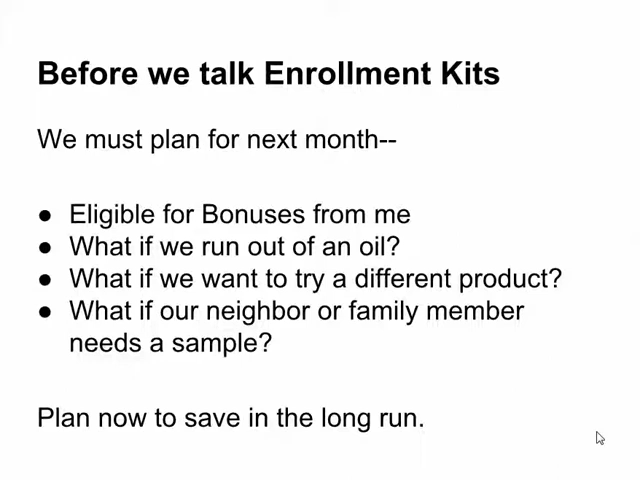 Before we talk Enrollment Kits
We must plan for next month--
● Eligible for Bonuses from me
● What if we run out of an oil?
● What if we want to try a different product?
● What if our neighbor or family member
needs a sample?
Plan now to save in the long run.